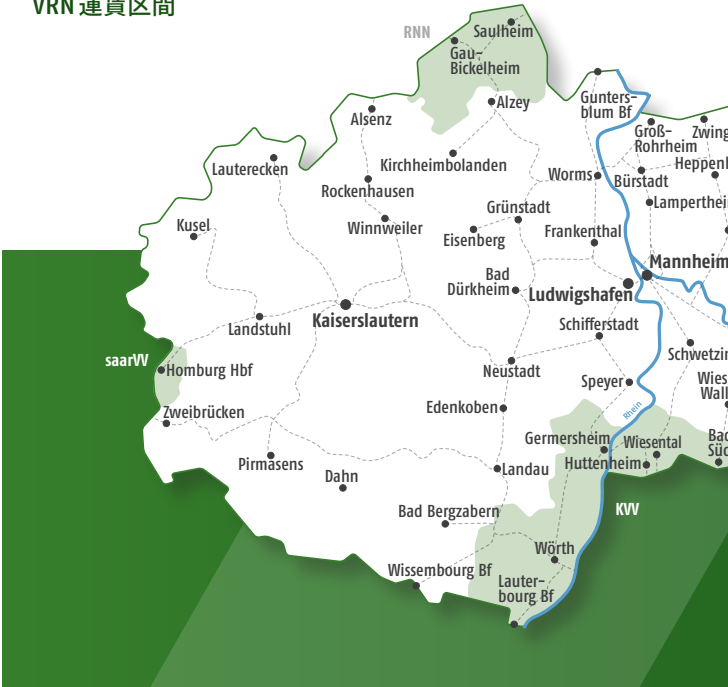 VRN 運賃区間
RNN
Saulheim
Gau-
Bickelheim
Alzey
Alsenz
Gunters-
blum Bf
Groß-
Rohrheim
Zwing
Heppenh
Lauterecken
Kirchheimbolanden
Rockenhausen
Worms
Bürstadt
Lamperthei
Kusel
Winnweiler
Grünstadt
Eisenberg
Frankenthal
Mannheim
Bad
Dürkheim
Ludwigshafen
Landstuhl
Kaiserslautern
Schifferstadt
Schwetzin
saarVV
Homburg Hbf
Neustadt
Speyer
Wies
Wall
Zweibrücken
Edenkoben
Rhein
Germersheim
Wiesental
Bad
Süd
Pirmasens
Dahn
Landau
Huttenheim
Bad Bergzabern
KVV
Wörth
Wissembourg Bf
Lauter-
bourg Bf